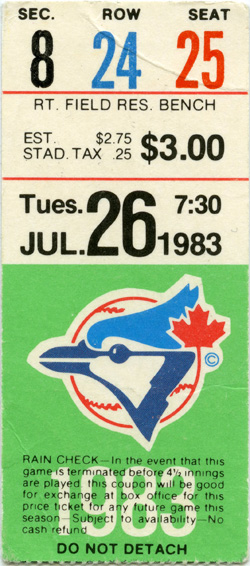 SEC. ROW SEAT
8 24 25
RT. FIELD RES. BENCH
EST. $2.75
STAD. TAX .25 $3.00
Tues. 26 7:30
JUL. 1983
©
RAIN CHECK—In the event that this
game is terminated before 4½ innings
are played, this coupon will be good
for exchange at box office for this
price ticket for any future game this
season—Subject to availability—No
cash refund
1983
DO NOT DETACH